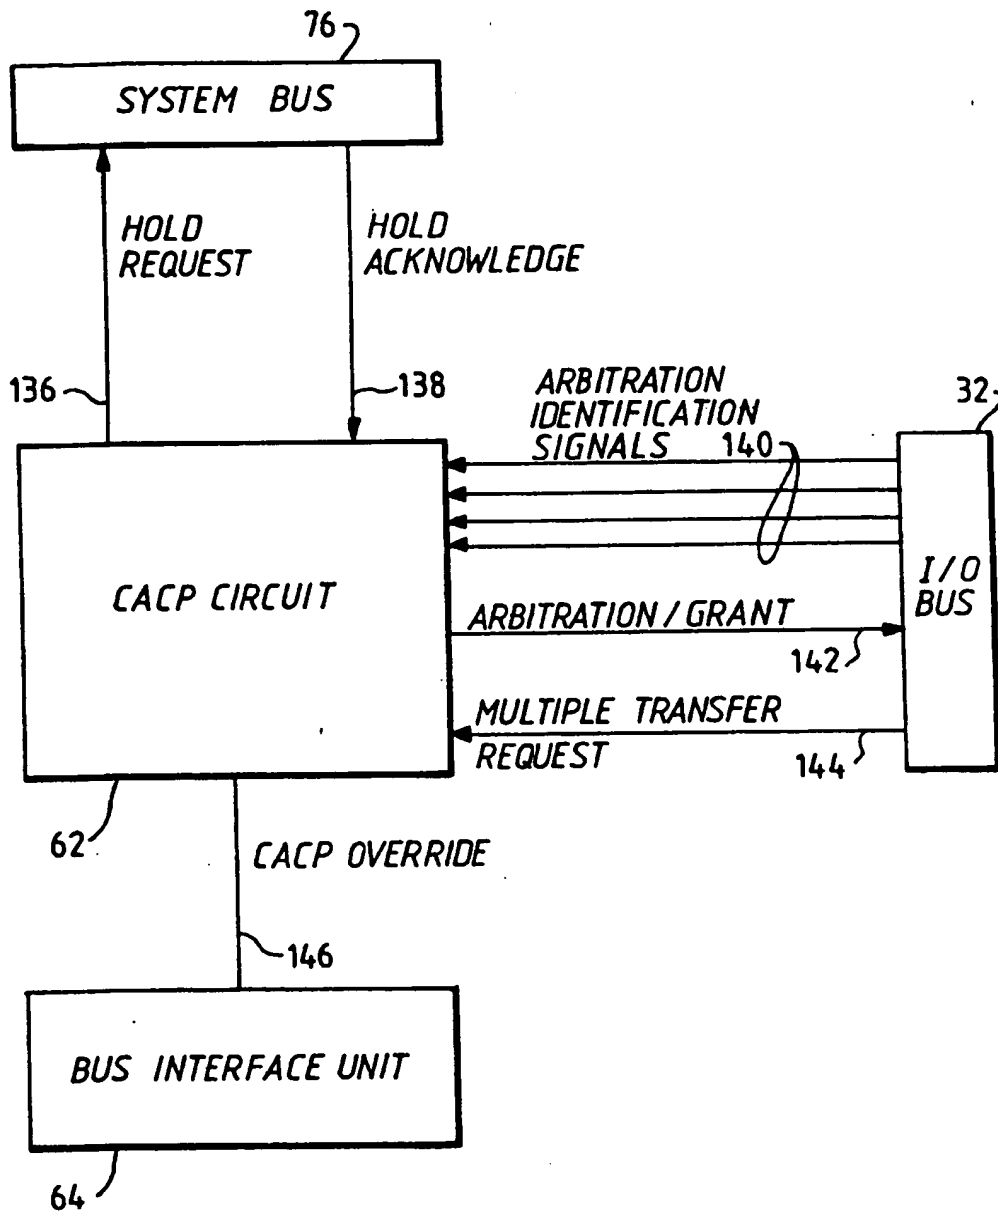 76
SYSTEM BUS
HOLD
REQUEST
HOLD
ACKNOWLEDGE
136
138
ARBITRATION
IDENTIFICATION
SIGNALS
140
32
CACP CIRCUIT
I/O
BUS
ARBITRATION/GRANT
142
MULTIPLE TRANSFER
REQUEST
144
62
CACP OVERRIDE
146
BUS INTERFACE UNIT
64